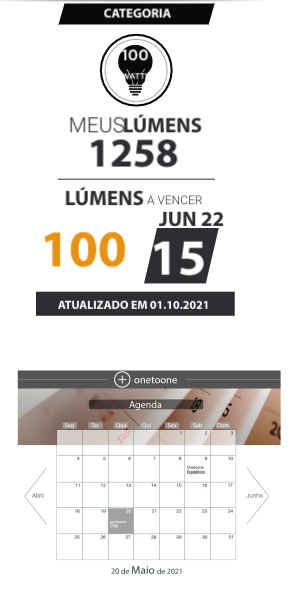 CATEGORIA
100
WATTS
MEUS LÚMENS
1258
LÚMENS A VENCER
JUN 22
100 15
ATUALIZADO EM 01.10.2021
onetoone
Agenda
Seg Ter Qua Qui Sex Sab Dom
1 2 3
4 5 6 7 8 9 10
Onetoone
11 12 13 14 15 16 17
Abril
Junho
18 19 20 21 22 23 24
25 26 27 28 29 30 31
20 de Maio de 2021